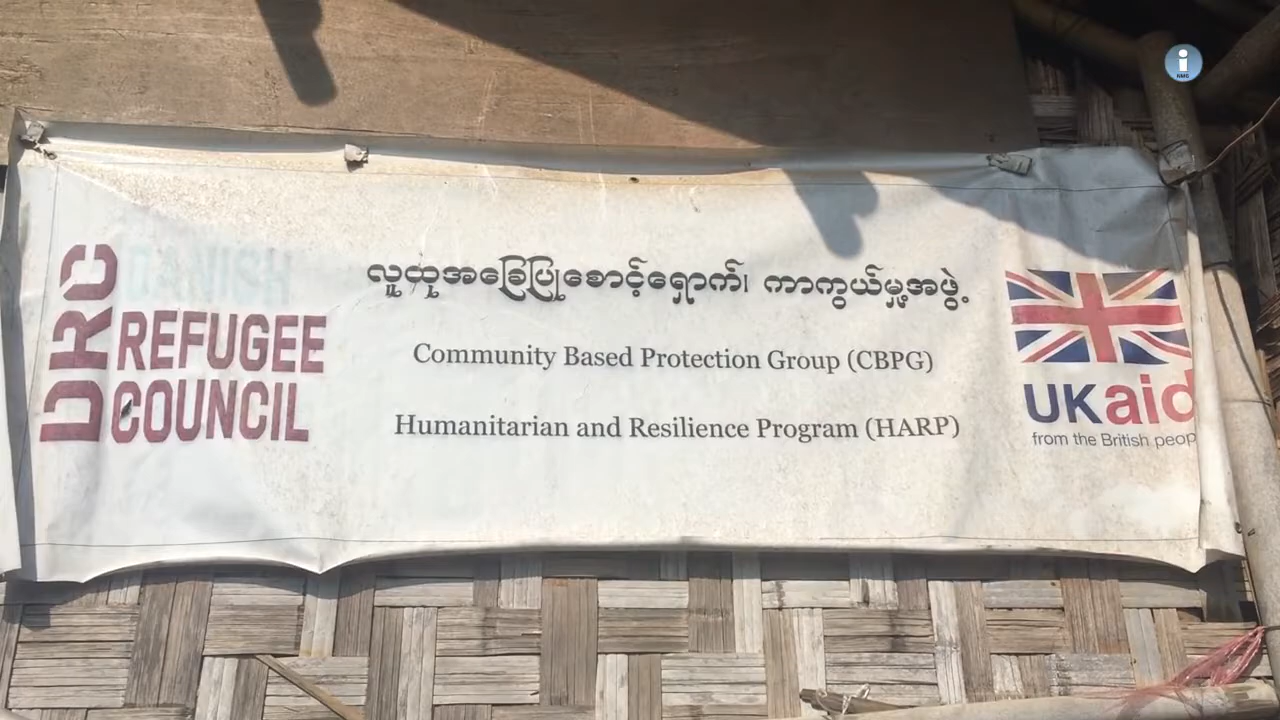 DRC
DANISH
REFUGEE
COUNCIL
လူထုအခြေပြုစောင့်ရှောက်၊ ကာကွယ်မှု့အဖွဲ့.
Community Based Protection Group (CBPG)
Humanitarian and Resilience Program (HARP)
UKaid
from the British peop